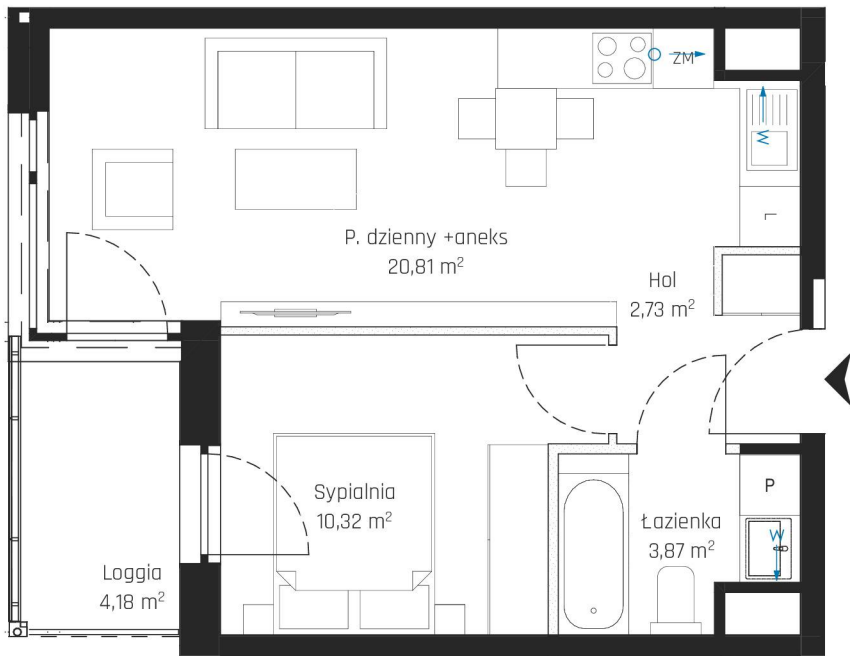 ZM
W
L
P. dzienny +aneks
20,81 m²
Hol
2,73 m²
Sypialnia
10,32 m²
P
Łazienka
3,87 m²
W
Loggia
4,18 m²